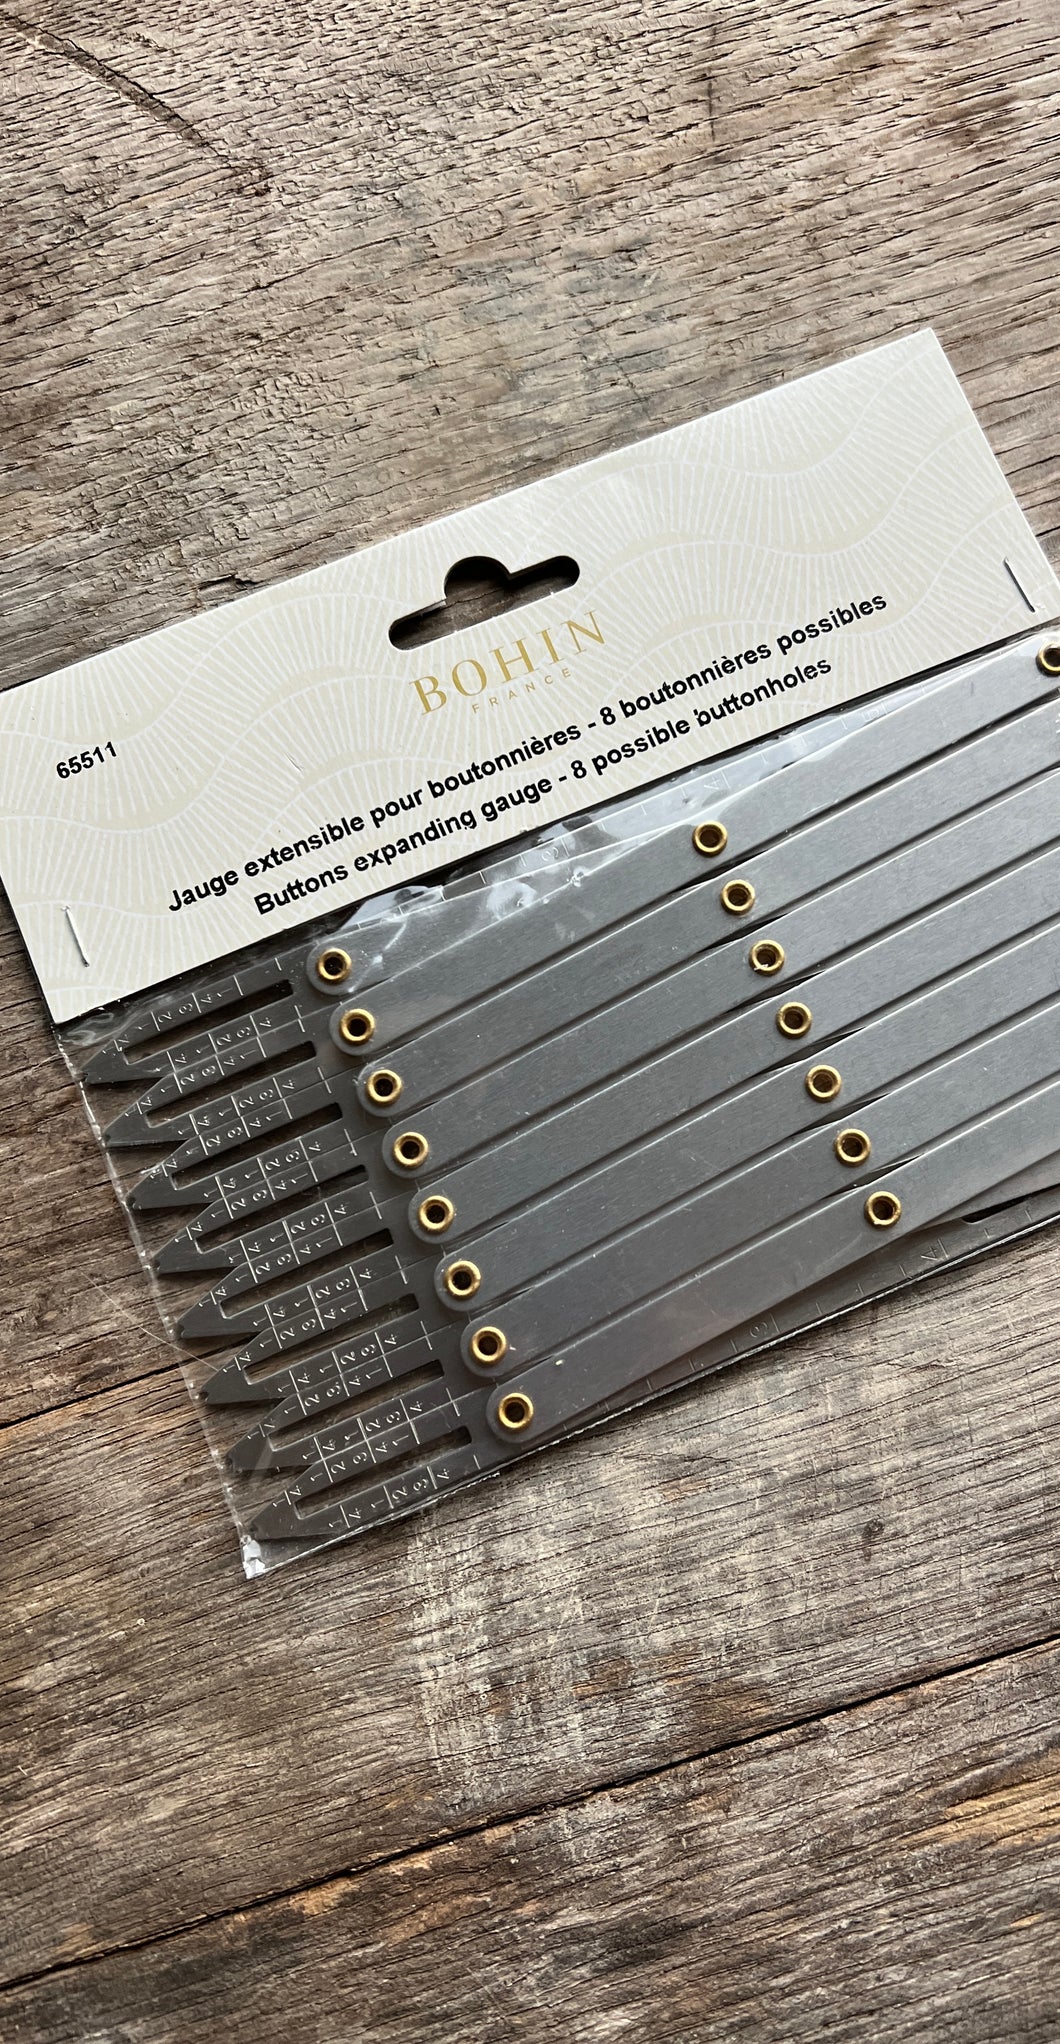 BOHIN
FRANCE
65511
Jauge extensible pour boutonnières - 8 boutonnières possibles
Buttons expanding gauge - 8 possible buttonholes